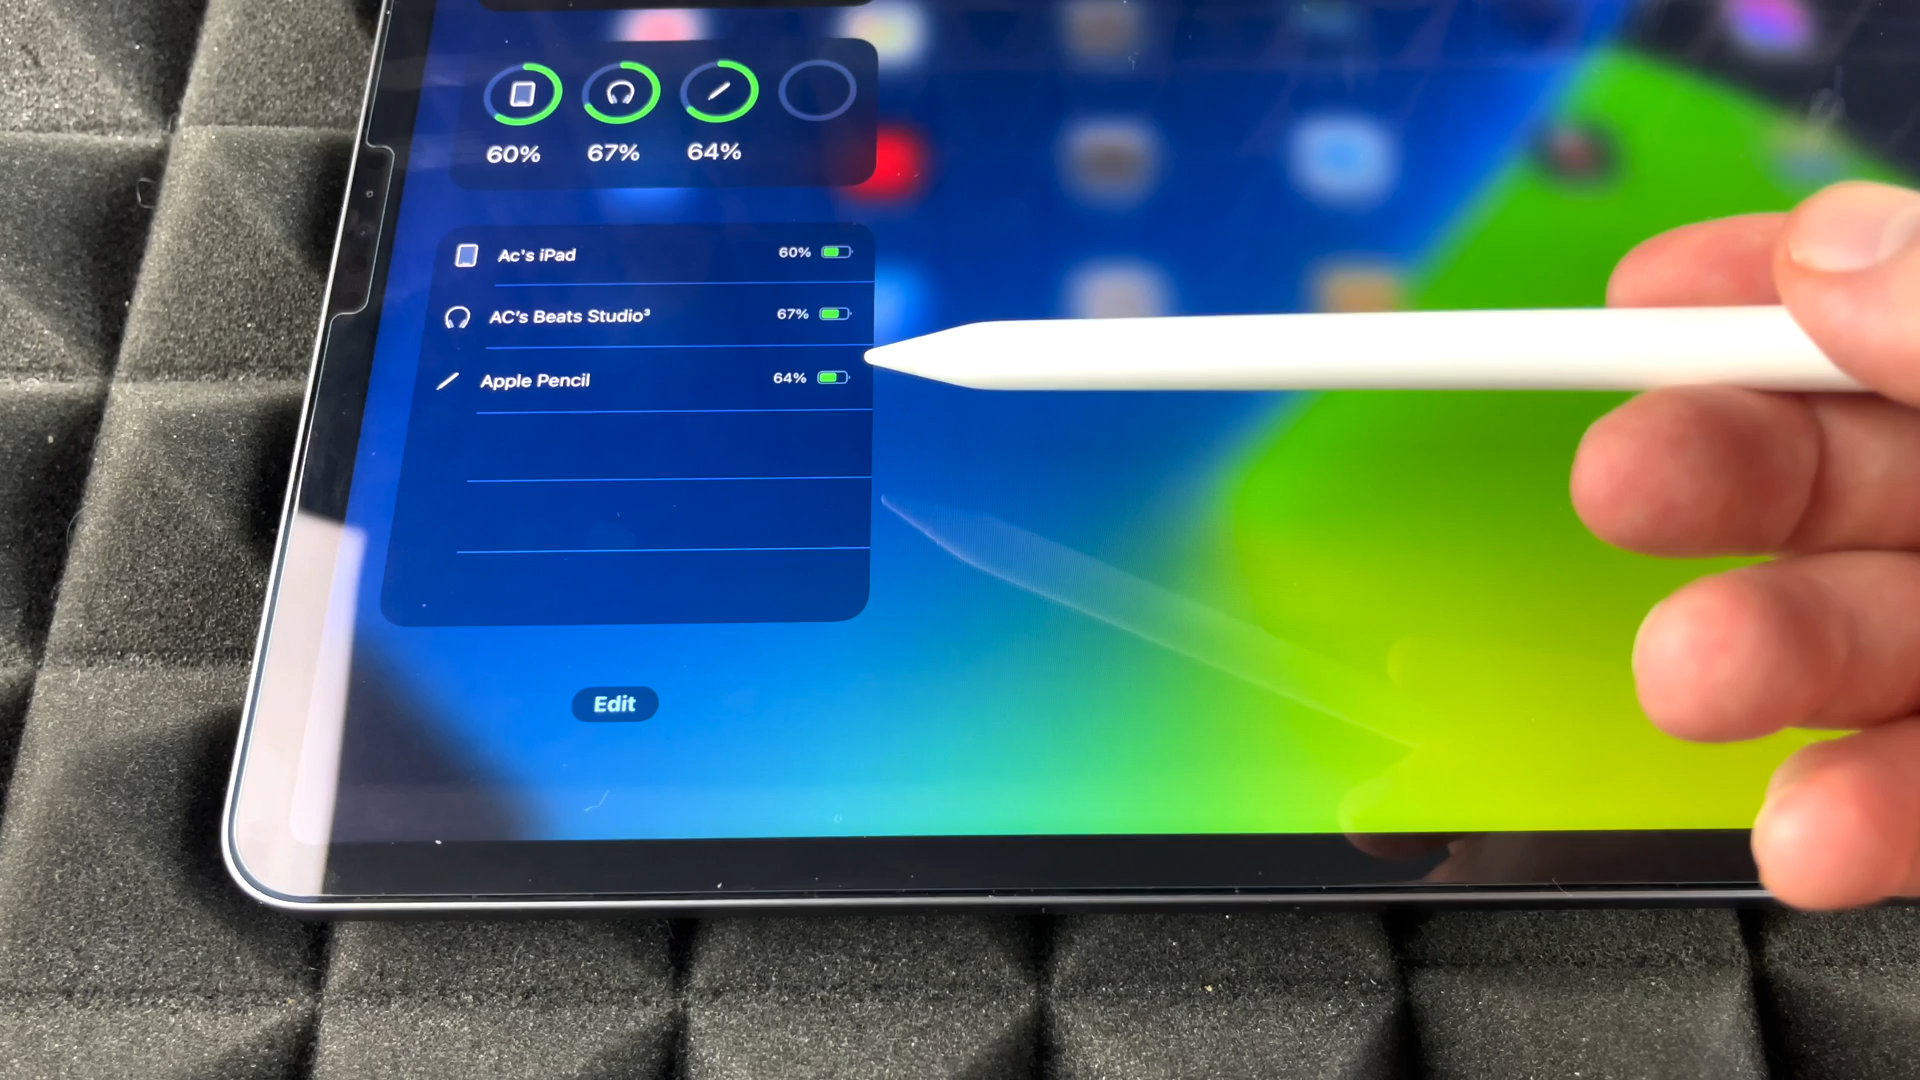 60% 67% 64%
Ac's iPad 60%
AC's Beats Studio³ 67%
Apple Pencil 64%
Edit